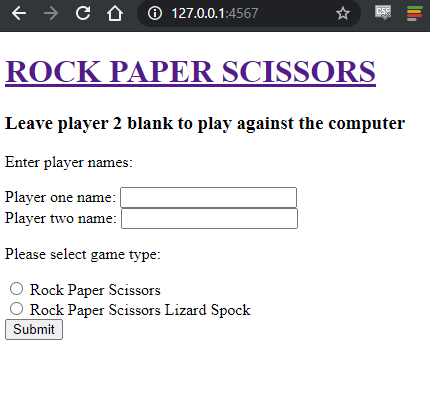 127.0.0.1:4567
CSF
ROCK PAPER SCISSORS
Leave player 2 blank to play against the computer
Enter player names:
Player one name:
Player two name:
Please select game type:
Rock Paper Scissors
Rock Paper Scissors Lizard Spock
Submit